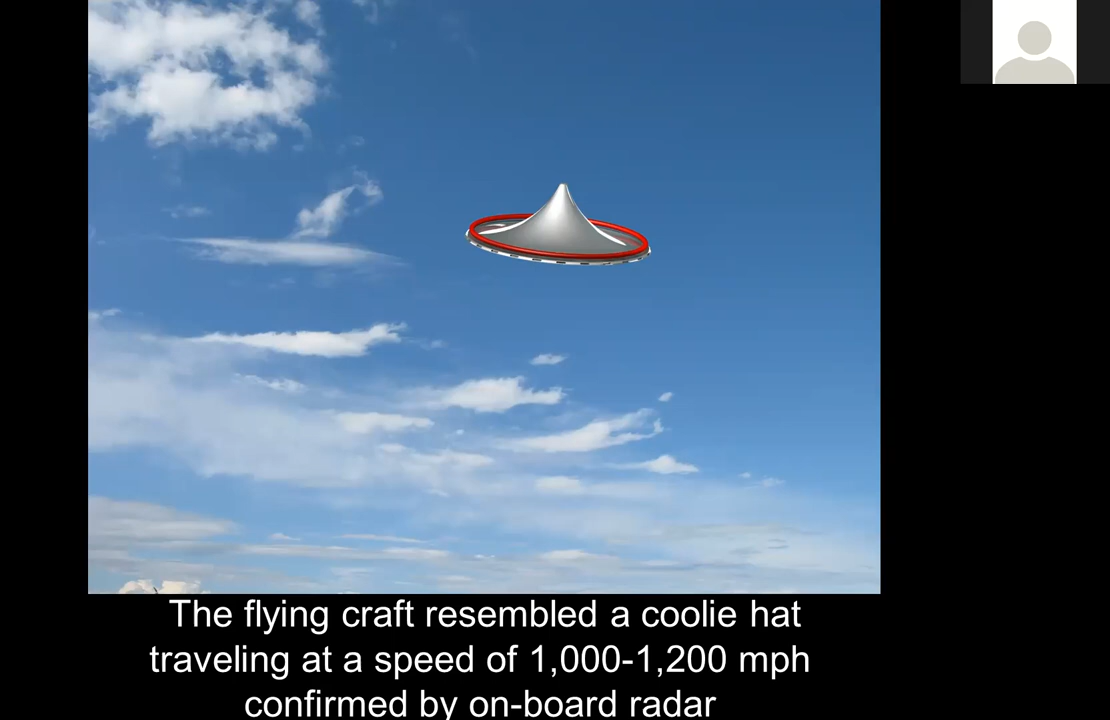 The flying craft resembled a coolie hat
traveling at a speed of 1,000-1,200 mph
confirmed by on-board radar